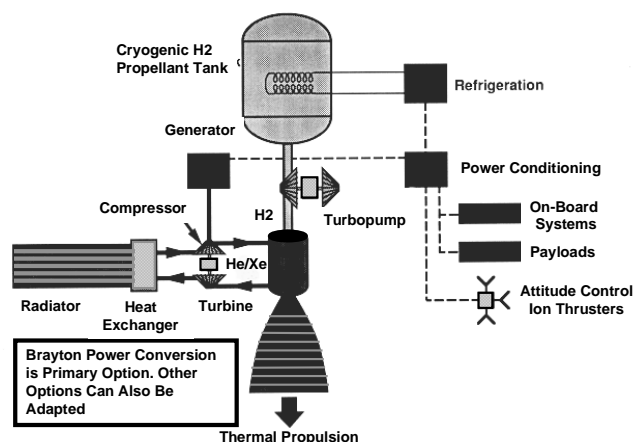 Cryogenic H2
Propellant Tank
Refrigeration
Generator
Power Conditioning
Compressor
H2
Turbopump
On-Board
Systems
Payloads
He/Xe
Radiator
Heat
Exchanger
Turbine
Attitude Control
Ion Thrusters
Brayton Power Conversion
is Primary Option. Other
Options Can Also Be
Adapted
Thermal Propulsion